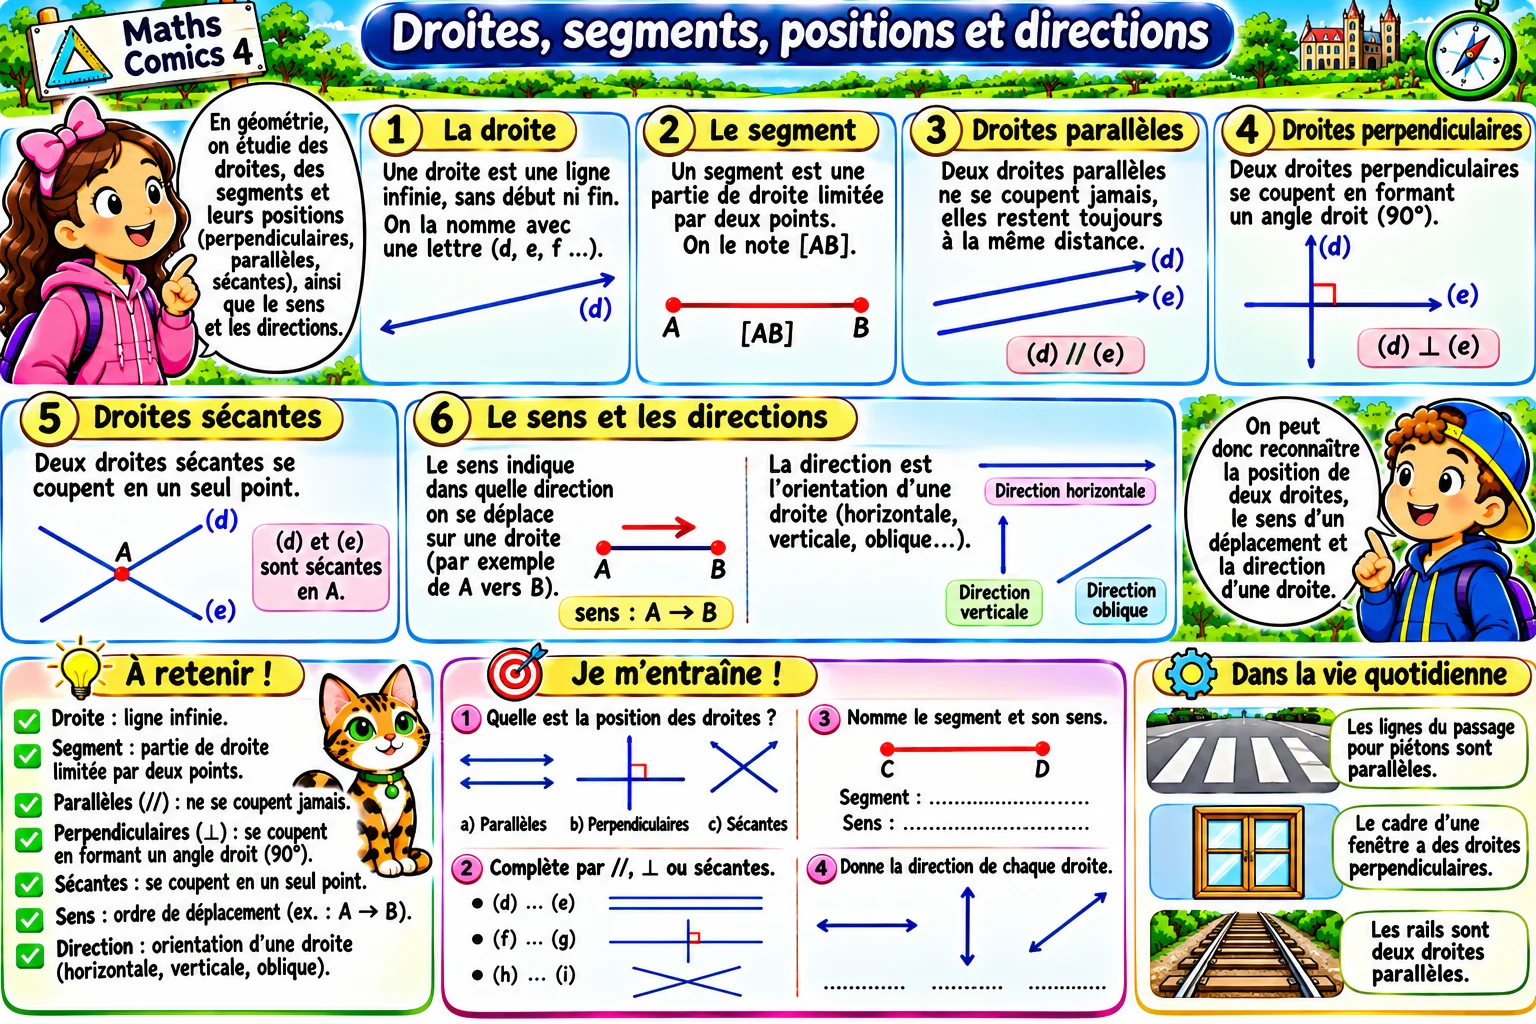 Maths
Comics 4
Droites, segments, positions et directions
En géométrie,
on étudie des
droites, des
segments et
leurs positions
(perpendiculaires,
parallèles,
sécantes), ainsi
que le sens
et les directions.
1 La droite
Une droite est une ligne
infinie, sans début ni fin.
On la nomme avec
une lettre (d, e, f ...).
(d)
2 Le segment
Un segment est une
partie de droite limitée
par deux points.
On le note [AB].
A [AB] B
3 Droites parallèles
Deux droites parallèles
ne se coupent jamais,
elles restent toujours
à la même distance.
(d)
(e)
(d) // (e)
4 Droites perpendiculaires
Deux droites perpendiculaires
se coupent en formant
un angle droit (90°).
(d)
(e)
(d) ⊥ (e)
5 Droites sécantes
Deux droites sécantes se
coupent en un seul point.
(d)
A
(e)
(d) et (e)
sont sécantes
en A.
6 Le sens et les directions
Le sens indique
dans quelle direction
on se déplace
sur une droite
(par exemple
de A vers B).
A B
sens : A → B
La direction est
l'orientation d'une
droite (horizontale,
verticale, oblique...).
Direction horizontale
Direction
verticale
Direction
oblique
On peut
donc reconnaître
la position de
deux droites,
le sens d'un
déplacement et
la direction
d'une droite.
À retenir !
Droite : ligne infinie.
Segment : partie de droite
limitée par deux points.
Parallèles (//) : ne se coupent jamais.
Perpendiculaires (⊥) : se coupent
en formant un angle droit (90°).
Sécantes : se coupent en un seul point.
Sens : ordre de déplacement (ex. : A → B).
Direction : orientation d'une droite
(horizontale, verticale, oblique).
Je m'entraîne !
1 Quelle est la position des droites ?
a) Parallèles b) Perpendiculaires c) Sécantes
2 Complète par //, ⊥ ou sécantes.
• (d) ... (e)
• (f) ... (g)
• (h) ... (i)
3 Nomme le segment et son sens.
C D
Segment : ..............................
Sens : ..................................
4 Donne la direction de chaque droite.
............... ............. ..............
Dans la vie quotidienne
Les lignes du passage
pour piétons sont
parallèles.
Le cadre d'une
fenêtre a des droites
perpendiculaires.
Les rails sont
deux droites
parallèles.